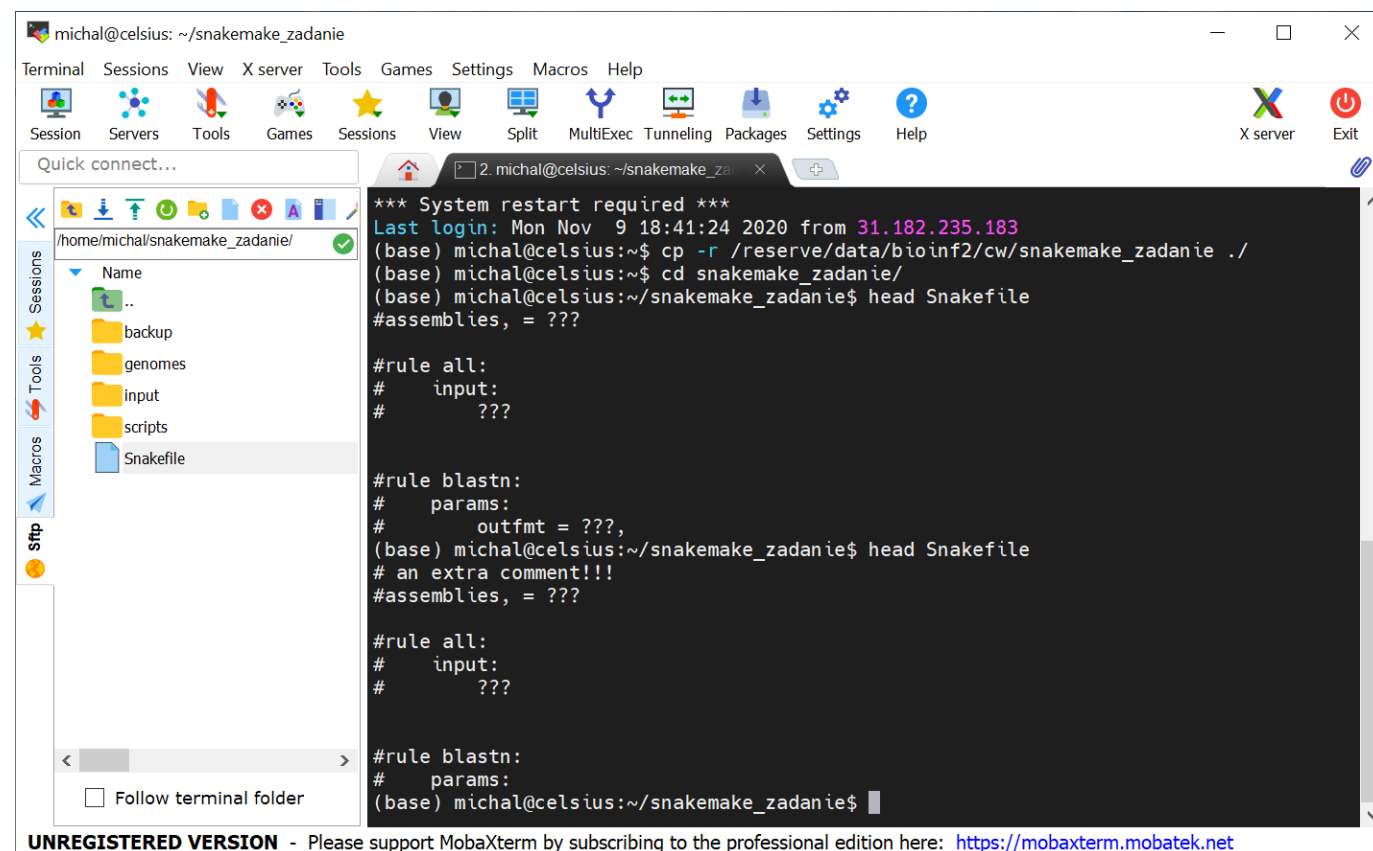 michal@celsius: ~/snakemake_zadanie
Terminal Sessions View X server Tools Games Settings Macros Help
Session Servers Tools Games Sessions View Split MultiExec Tunneling Packages Settings Help X server Exit
Quick connect...
2. michal@celsius: ~/snakemake_za
/home/michal/snakemake_zadanie/
Name
..
backup
genomes
input
scripts
Snakefile
Sessions
Tools
Macros
Sftp
*** System restart required ***
Last login: Mon Nov  9 18:41:24 2020 from 31.182.235.183
(base) michal@celsius:~$ cp -r /reserve/data/bioinf2/cw/snakemake_zadanie ./
(base) michal@celsius:~$ cd snakemake_zadanie/
(base) michal@celsius:~/snakemake_zadanie$ head Snakefile
#assemblies, = ???
#rule all:
#    input:
#        ???
#rule blastn:
#    params:
#        outfmt = ???,
(base) michal@celsius:~/snakemake_zadanie$ head Snakefile
# an extra comment!!!
#assemblies, = ???
#rule all:
#    input:
#        ???
#rule blastn:
#    params:
(base) michal@celsius:~/snakemake_zadanie$
Follow terminal folder
UNREGISTERED VERSION - Please support MobaXterm by subscribing to the professional edition here: https://mobaxterm.mobatek.net